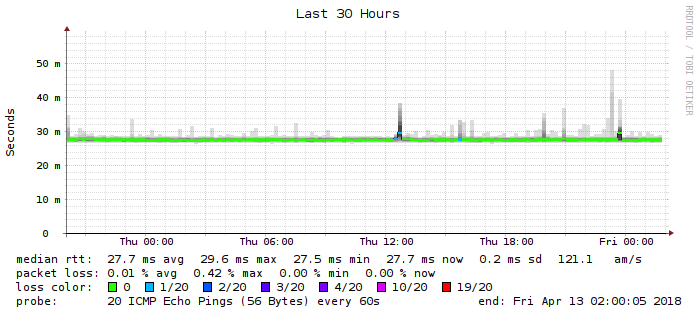 Last 30 Hours
RRDTOOL / TOBI OETIKER
Seconds
50 m
40 m
30 m
20 m
10 m
0
Thu 00:00 Thu 06:00 Thu 12:00 Thu 18:00 Fri 00:00
median rtt: 27.7 ms avg 29.6 ms max 27.5 ms min 27.7 ms now 0.2 ms sd 121.1 am/s
packet loss: 0.01 % avg 0.42 % max 0.00 % min 0.00 % now
loss color: 0 1/20 2/20 3/20 4/20 10/20 19/20
probe: 20 ICMP Echo Pings (56 Bytes) every 60s end: Fri Apr 13 02:00:05 2018